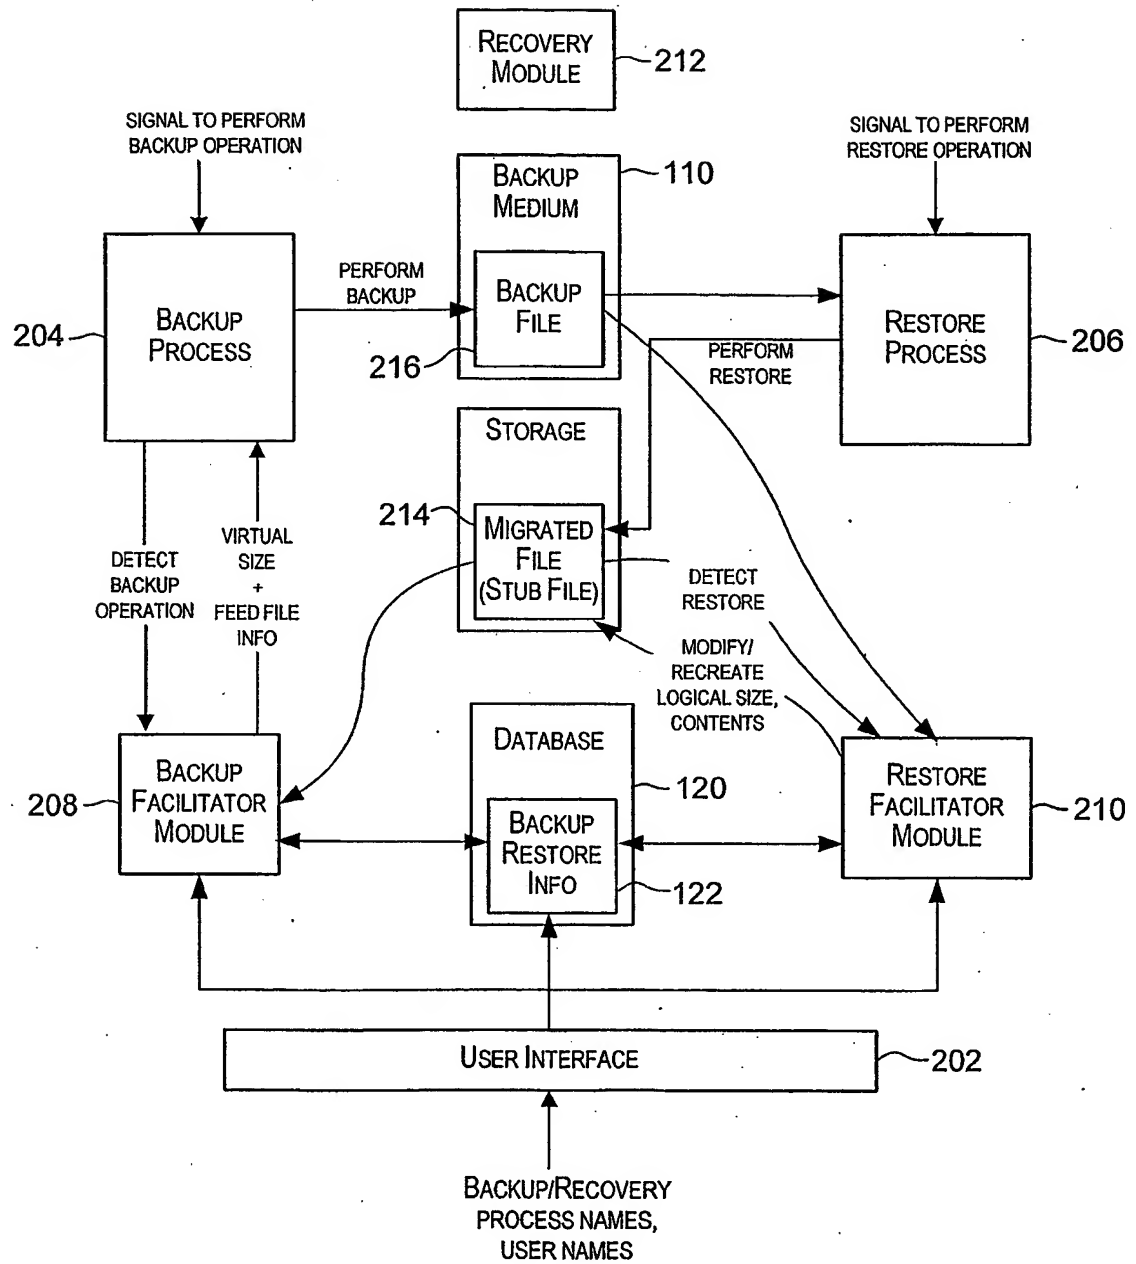 RECOVERY
MODULE
212
SIGNAL TO PERFORM
BACKUP OPERATION
SIGNAL TO PERFORM
RESTORE OPERATION
BACKUP
MEDIUM
110
PERFORM
BACKUP
BACKUP
FILE
216
204
BACKUP
PROCESS
RESTORE
PROCESS
206
PERFORM
RESTORE
STORAGE
214
MIGRATED
FILE
(STUB FILE)
DETECT
BACKUP
OPERATION
VIRTUAL
SIZE
+
FEED FILE
INFO
DETECT
RESTORE
MODIFY/
RECREATE
LOGICAL SIZE,
CONTENTS
DATABASE
120
208
BACKUP
FACILITATOR
MODULE
BACKUP
RESTORE
INFO
122
RESTORE
FACILITATOR
MODULE
210
USER INTERFACE
202
BACKUP/RECOVERY
PROCESS NAMES,
USER NAMES